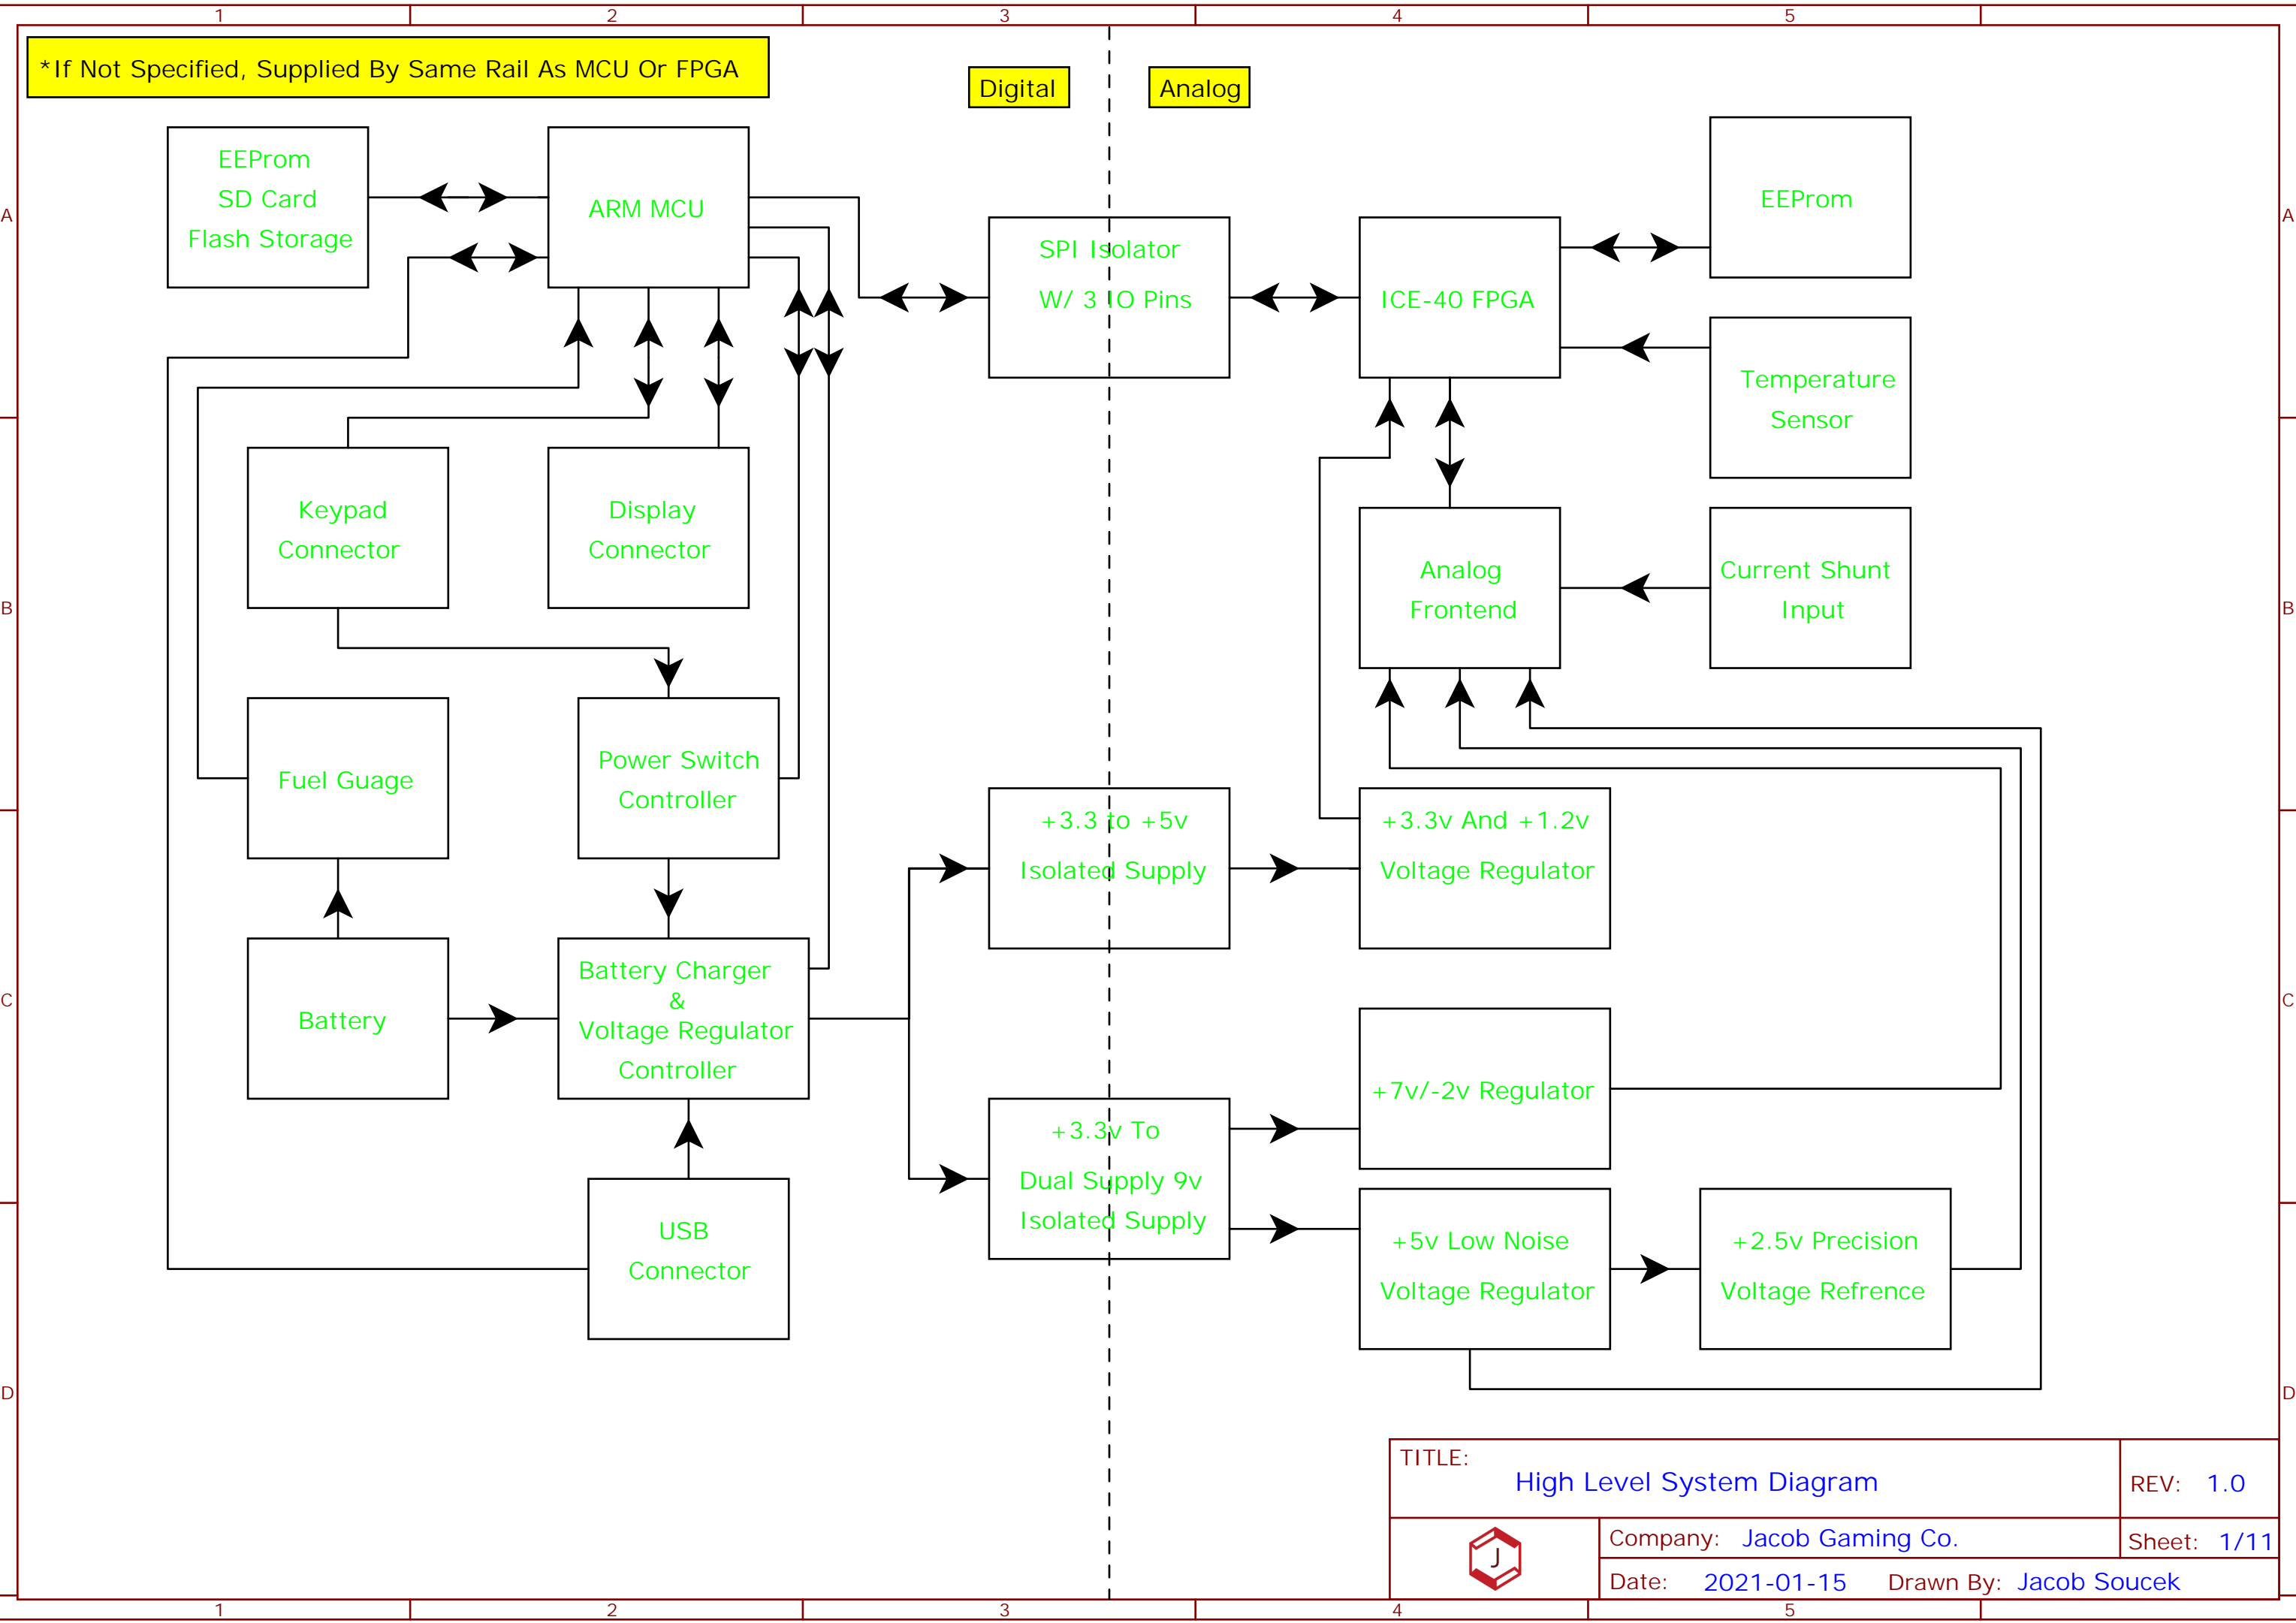 1 2 3 4 5
*If Not Specified, Supplied By Same Rail As MCU Or FPGA
Digital
Analog
A
A
EEProm
SD Card
Flash Storage
ARM MCU
SPI Isolator
W/ 3 IO Pins
ICE-40 FPGA
EEProm
Temperature
Sensor
B
B
Keypad
Connector
Display
Connector
Analog
Frontend
Current Shunt
Input
Fuel Guage
Power Switch
Controller
+3.3 to +5v
Isolated Supply
+3.3v And +1.2v
Voltage Regulator
C
C
Battery
Battery Charger
&
Voltage Regulator
Controller
+7v/-2v Regulator
+3.3v To
Dual Supply 9v
Isolated Supply
USB
Connector
+5v Low Noise
Voltage Regulator
+2.5v Precision
Voltage Refrence
D
D
TITLE:
High Level System Diagram
REV: 1.0
J
Company: Jacob Gaming Co.
Sheet: 1/11
Date: 2021-01-15 Drawn By: Jacob Soucek
1 2 3 4 5